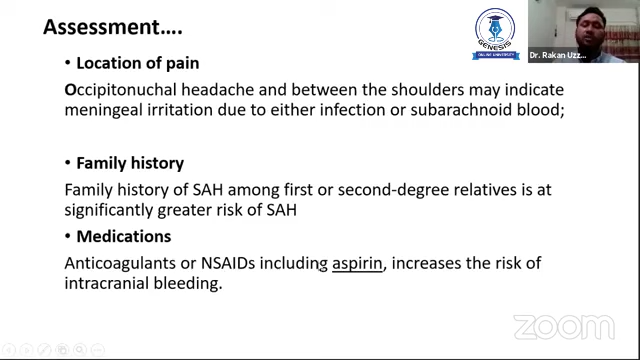 Assessment....
GENESIS
ONLINE UNIVERSITY
Dr. Rakan Uzz...
• Location of pain
Occipitonuchal headache and between the shoulders may indicate
meningeal irritation due to either infection or subarachnoid blood;
• Family history
Family history of SAH among first or second-degree relatives is at
significantly greater risk of SAH
• Medications
Anticoagulants or NSAIDs including aspirin, increases the risk of
intracranial bleeding.
zoom